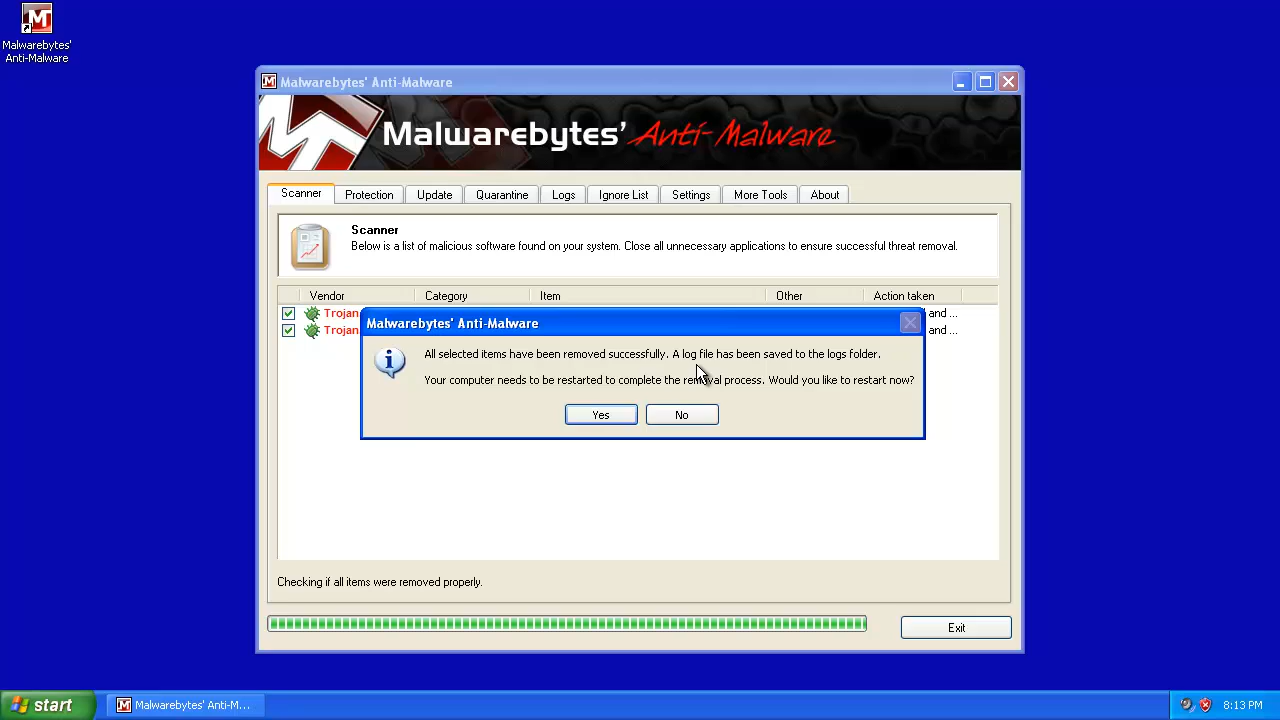 Malwarebytes'
Anti-Malware
Malwarebytes' Anti-Malware
Malwarebytes' Anti-Malware
Scanner Protection Update Quarantine Logs Ignore List Settings More Tools About
Scanner
Below is a list of malicious software found on your system. Close all unnecessary applications to ensure successful threat removal.
Vendor Category Item Other Action taken
Trojan and ...
Trojan and ...
Malwarebytes' Anti-Malware
All selected items have been removed successfully. A log file has been saved to the logs folder.
Your computer needs to be restarted to complete the removal process. Would you like to restart now?
Yes No
Checking if all items were removed properly.
Exit
start Malwarebytes' Anti-M... 8:13 PM